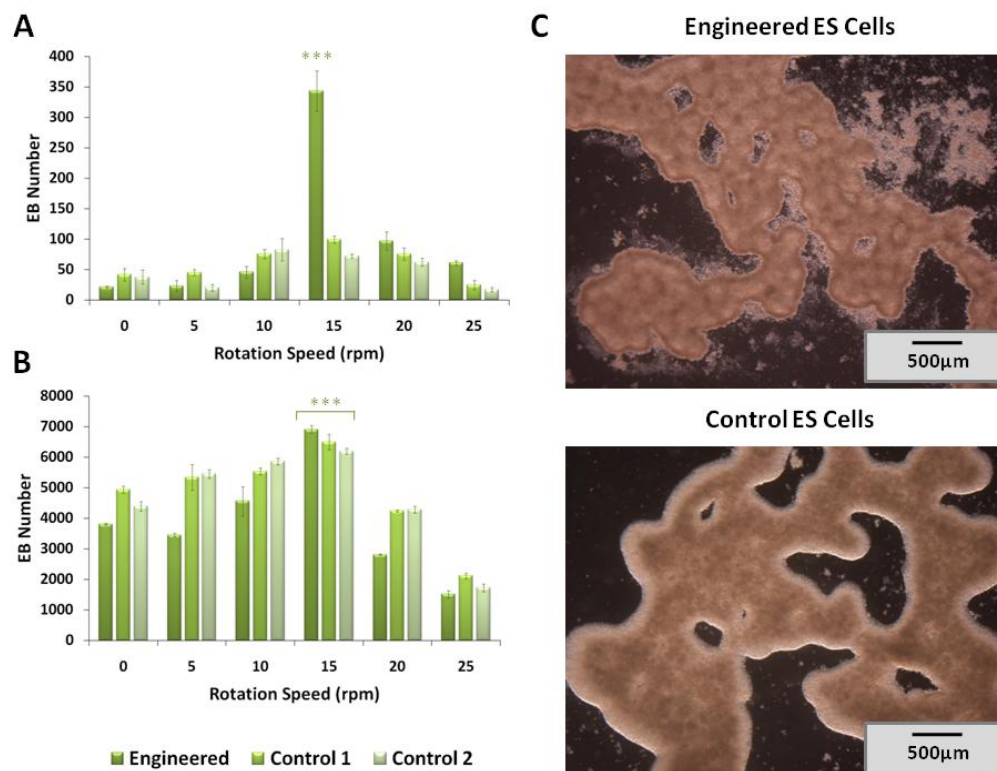 A
400
350
300
250
200
150
100
50
0
EB Number
***
0 5 10 15 20 25
Rotation Speed (rpm)
B
8000
7000
6000
5000
4000
3000
2000
1000
0
EB Number
***
0 5 10 15 20 25
Rotation Speed (rpm)
Engineered Control 1 Control 2
C
Engineered ES Cells
500μm
Control ES Cells
500μm